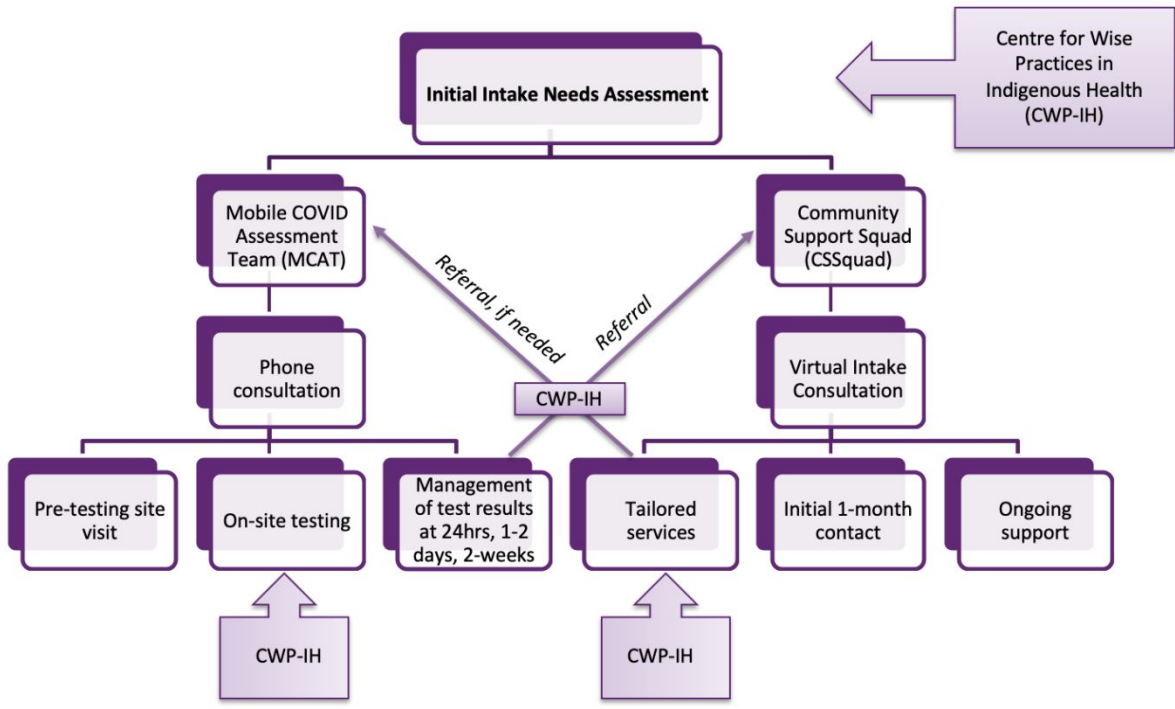 Initial Intake Needs Assessment
Centre for Wise
Practices in
Indigenous Health
(CWP-IH)
Mobile COVID
Assessment
Team (MCAT)
Community
Support Squad
(CSSquad)
Referral, if needed
Referral
Phone
consultation
CWP-IH
Virtual Intake
Consultation
Pre-testing site
visit
On-site testing
Management
of test results
at 24hrs, 1-2
days, 2-weeks
Tailored
services
Initial 1-month
contact
Ongoing
support
CWP-IH
CWP-IH